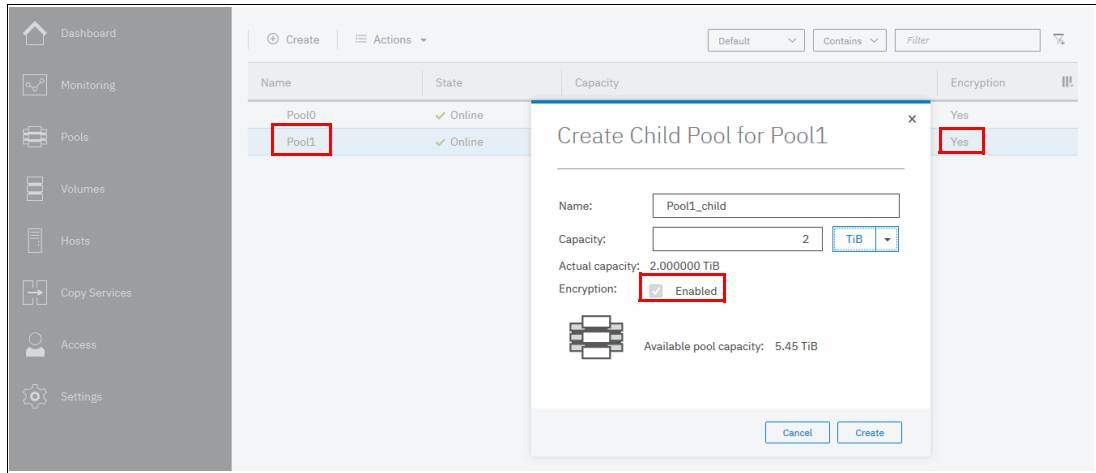 Dashboard
Monitoring
Pools
Volumes
Hosts
Copy Services
Access
Settings
Create Actions Default Contains Filter
Name State Capacity Encryption
Pool0 Online Yes
Pool1 Online Yes
Create Child Pool for Pool1
Name: Pool1_child
Capacity: 2 TiB
Actual capacity: 2.000000 TiB
Encryption: Enabled
Available pool capacity: 5.45 TiB
Cancel Create